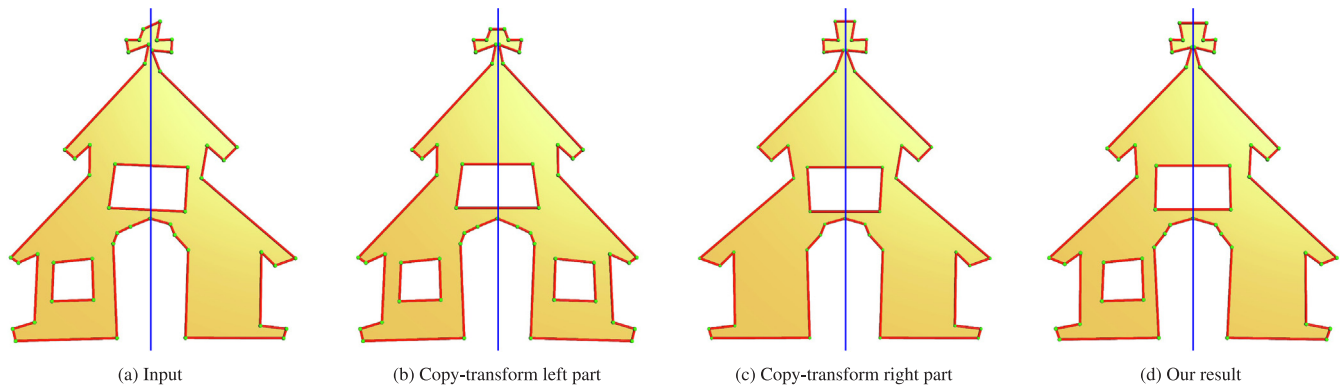 (a) Input
(b) Copy-transform left part
(c) Copy-transform right part
(d) Our result